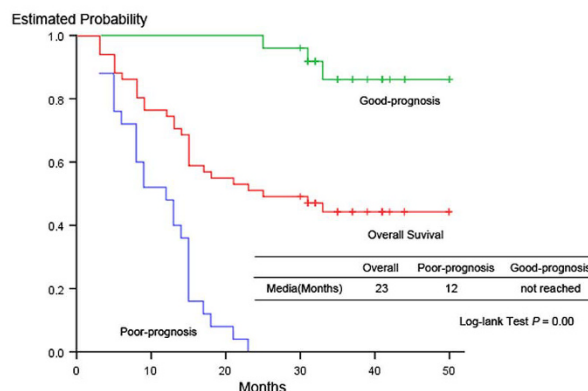 Estimated Probability
1.0
0.8
0.6
0.4
0.2
0.0
Good-prognosis
Overall Suvival
Poor-prognosis
Overall Poor-prognosis Good-prognosis
Media(Months) 23 12 not reached
Log-lank Test P = 0.00
0 10 20 30 40 50
Months